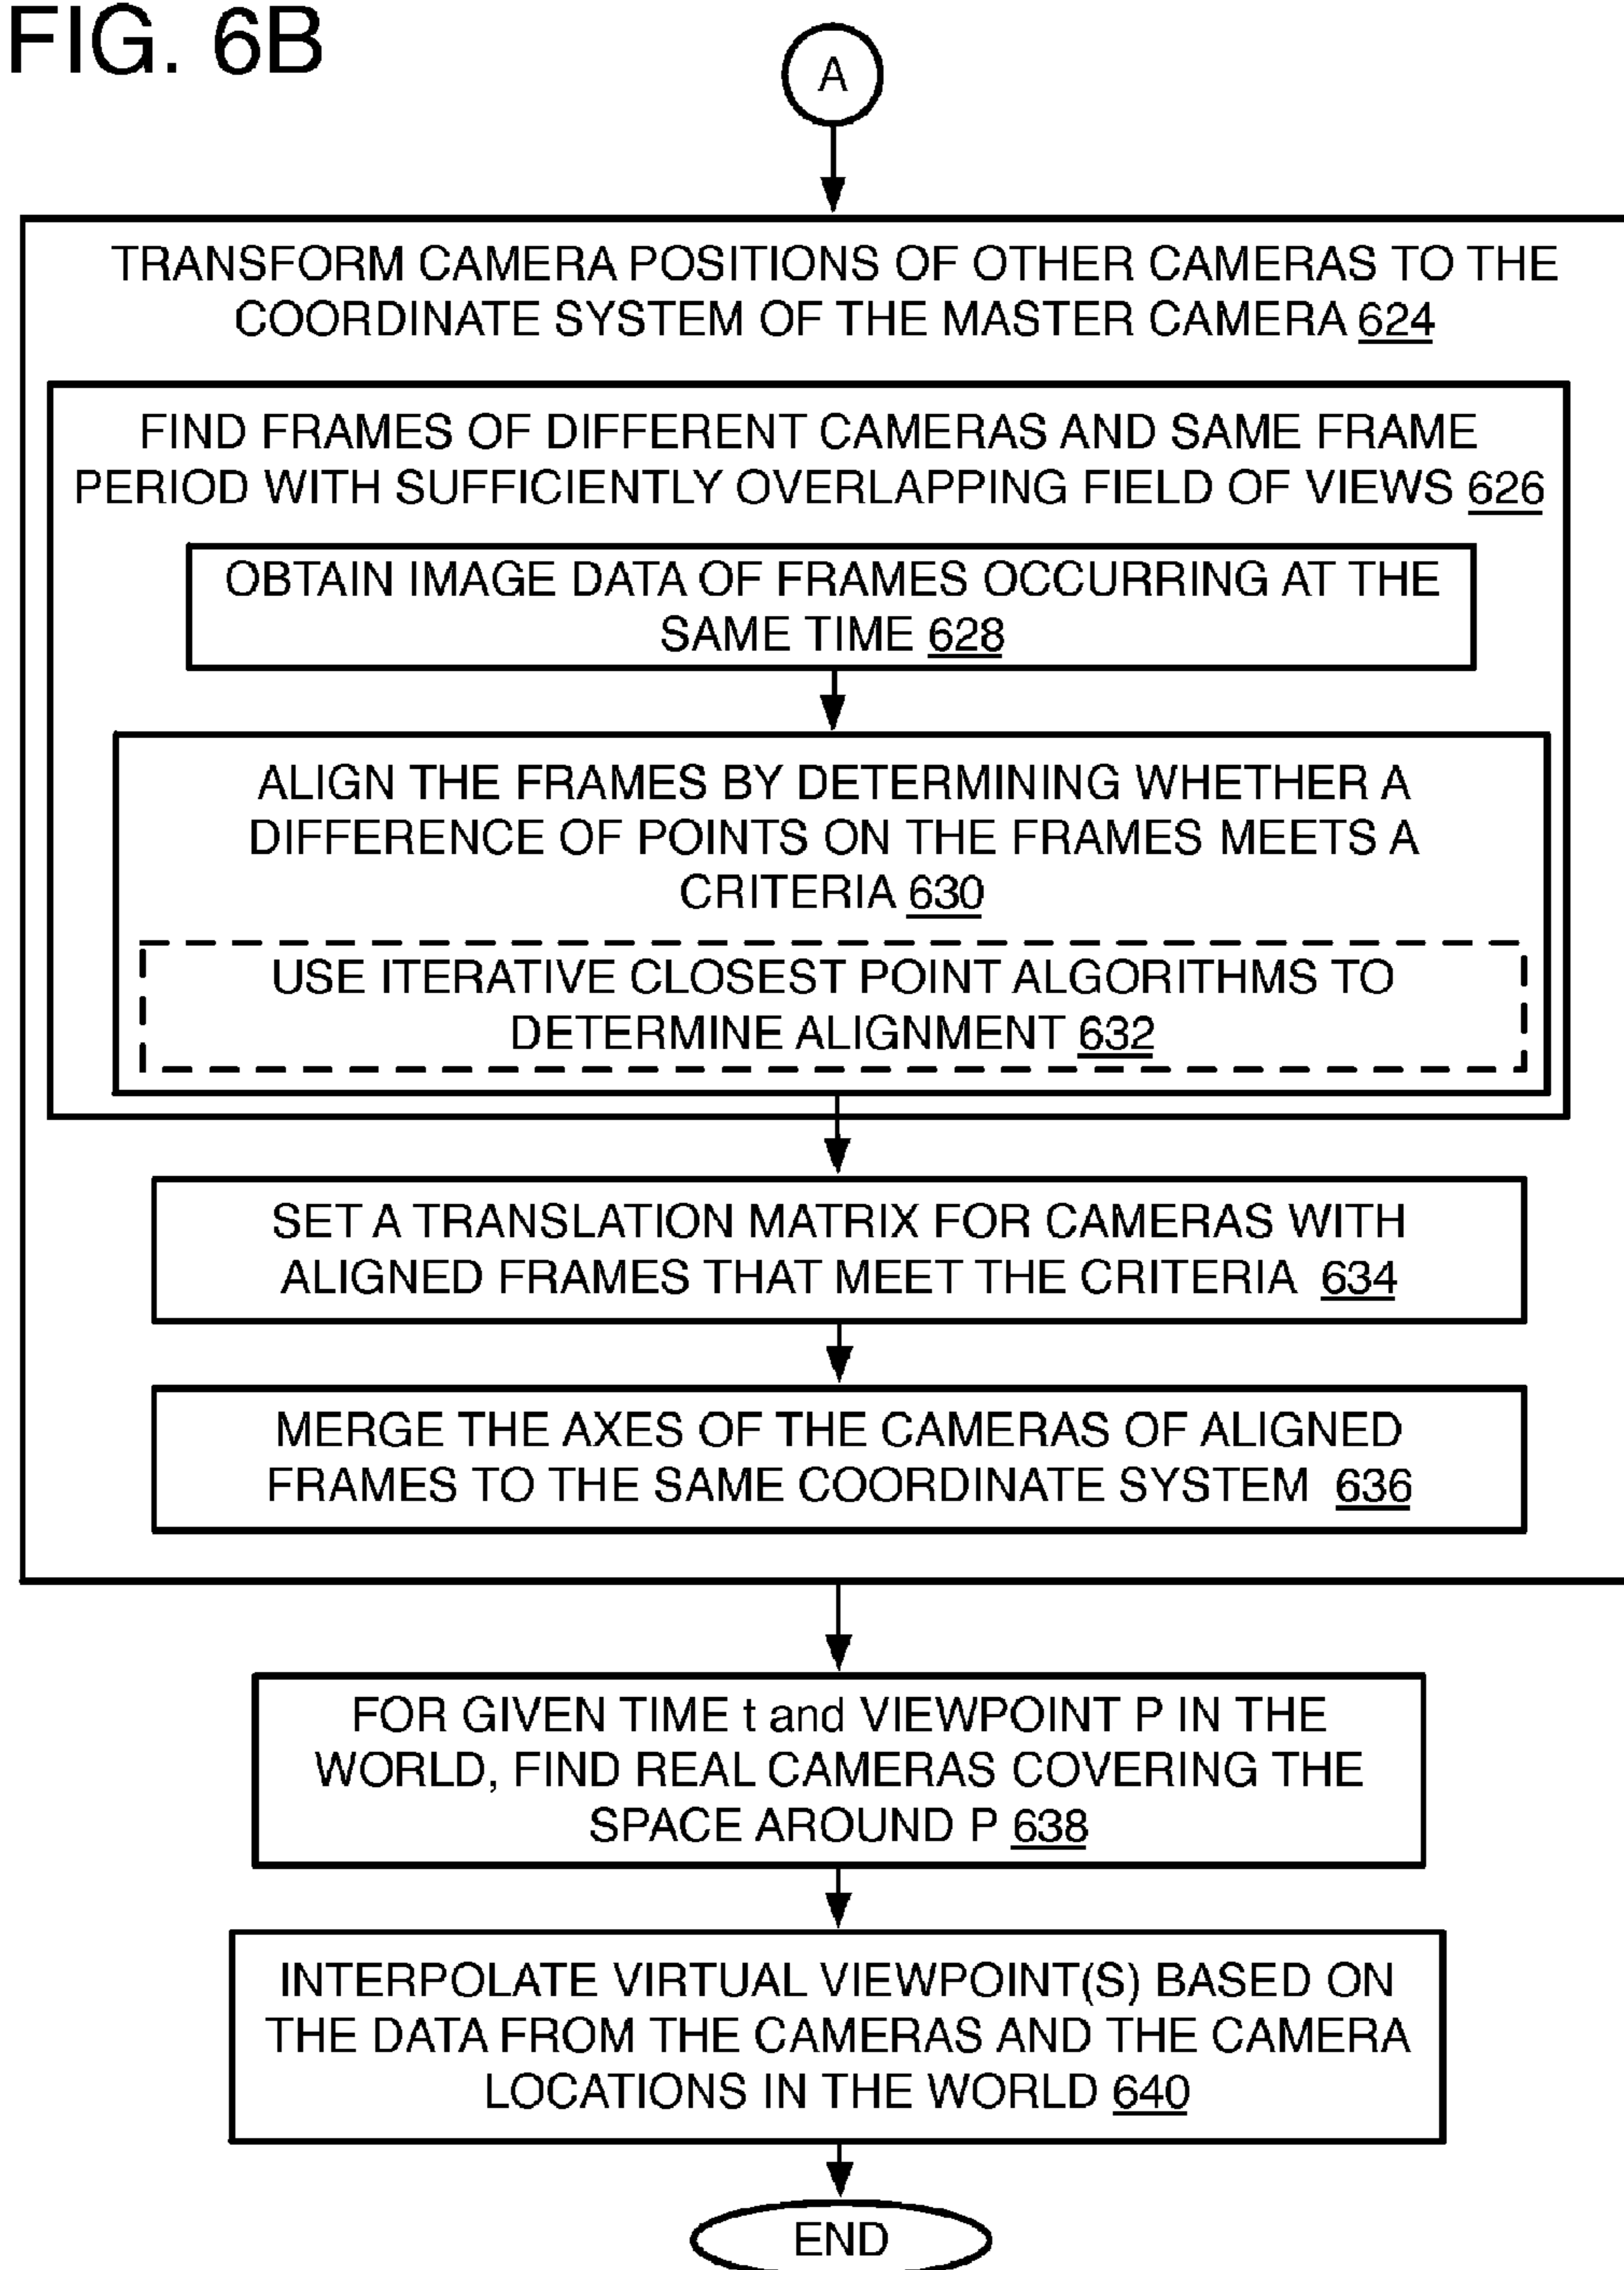 FIG. 6B
A
TRANSFORM CAMERA POSITIONS OF OTHER CAMERAS TO THE
COORDINATE SYSTEM OF THE MASTER CAMERA 624
FIND FRAMES OF DIFFERENT CAMERAS AND SAME FRAME
PERIOD WITH SUFFICIENTLY OVERLAPPING FIELD OF VIEWS 626
OBTAIN IMAGE DATA OF FRAMES OCCURRING AT THE
SAME TIME 628
ALIGN THE FRAMES BY DETERMINING WHETHER A
DIFFERENCE OF POINTS ON THE FRAMES MEETS A
CRITERIA 630
USE ITERATIVE CLOSEST POINT ALGORITHMS TO
DETERMINE ALIGNMENT 632
SET A TRANSLATION MATRIX FOR CAMERAS WITH
ALIGNED FRAMES THAT MEET THE CRITERIA 634
MERGE THE AXES OF THE CAMERAS OF ALIGNED
FRAMES TO THE SAME COORDINATE SYSTEM 636
FOR GIVEN TIME t and VIEWPOINT P IN THE
WORLD, FIND REAL CAMERAS COVERING THE
SPACE AROUND P 638
INTERPOLATE VIRTUAL VIEWPOINT(S) BASED ON
THE DATA FROM THE CAMERAS AND THE CAMERA
LOCATIONS IN THE WORLD 640
END